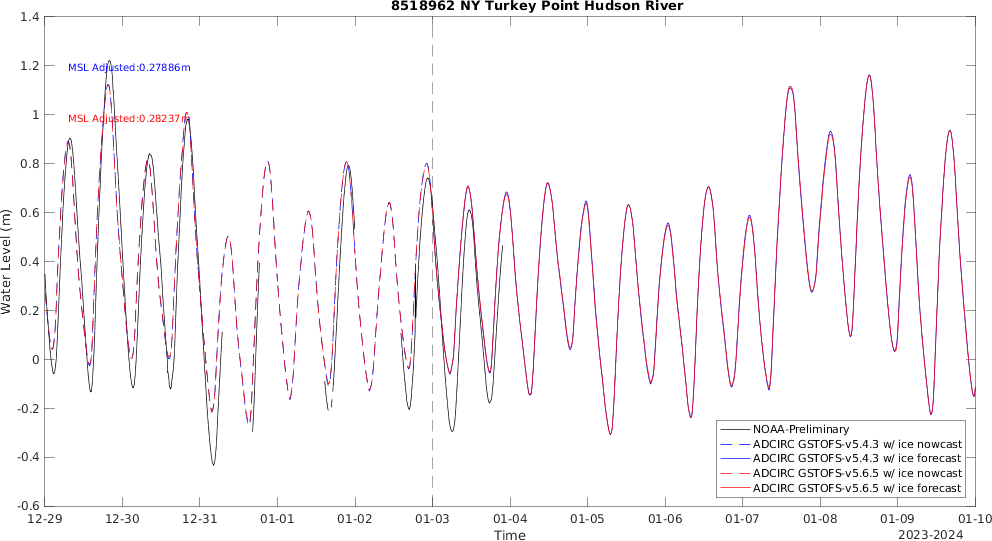 8518962 NY Turkey Point Hudson River
1.4
1.2
1
0.8
0.6
0.4
0.2
0
-0.2
-0.4
-0.6
Water Level (m)
MSL Adjusted:0.27886m
MSL Adjusted:0.28237m
NOAA-Preliminary
ADCIRC GSTOFS-v5.4.3 w/ ice nowcast
ADCIRC GSTOFS-v5.4.3 w/ ice forecast
ADCIRC GSTOFS-v5.6.5 w/ ice nowcast
ADCIRC GSTOFS-v5.6.5 w/ ice forecast
12-29 12-30 12-31 01-01 01-02 01-03 01-04 01-05 01-06 01-07 01-08 01-09 01-10
Time
2023-2024